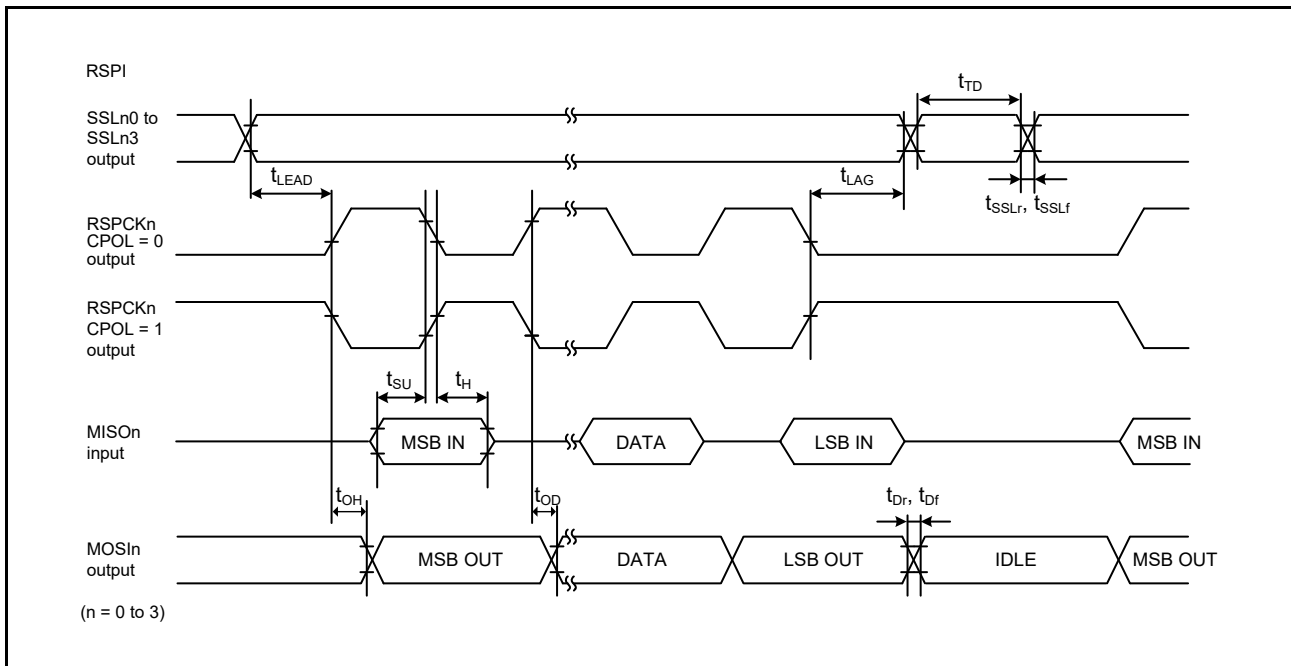 RSPI
SSLn0 to
SSLn3
output
tTD
tLEAD
tLAG
tSSLr, tSSLf
RSPCKn
CPOL = 0
output
RSPCKn
CPOL = 1
output
tSU
tH
MISOn
input
MSB IN
DATA
LSB IN
MSB IN
tOH
tOD
tDr, tDf
MOSIn
output
MSB OUT
DATA
LSB OUT
IDLE
MSB OUT
(n = 0 to 3)